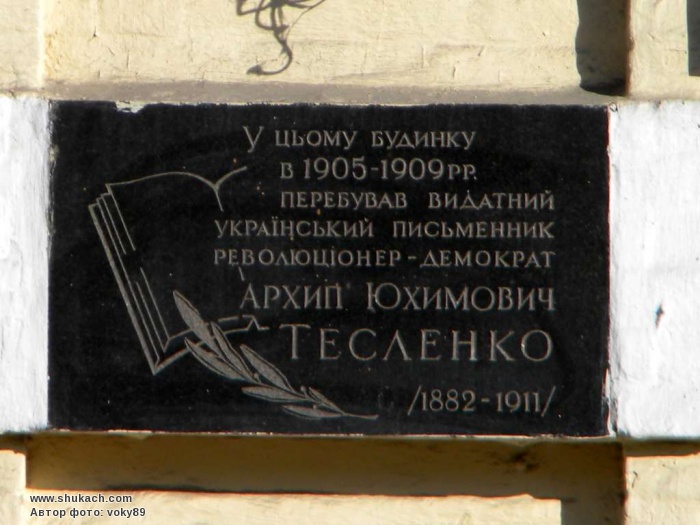 У цьому будинку
в 1905-1909 рр.
перебував видатний
український письменник
революціонер-демократ
Архип Юхимович
Тесленко
/1882-1911/
www.shukach.com
Автор фото: voky89